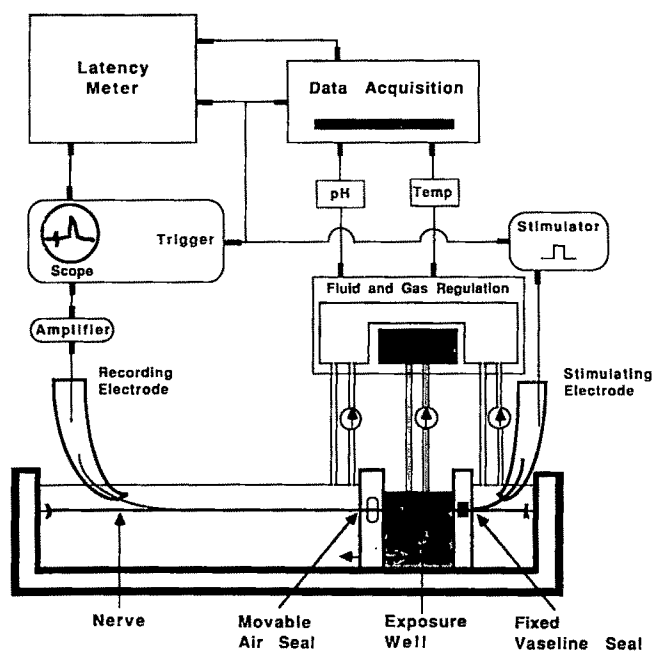 Latency
Meter
Data Acquisition
pH
Temp
Stimulator
Trigger
Scope
Fluid and Gas Regulation
Amplifier
Recording
Electrode
Stimulating
Electrode
Nerve
Movable
Air Seal
Exposure
Well
Fixed
Vaseline Seal